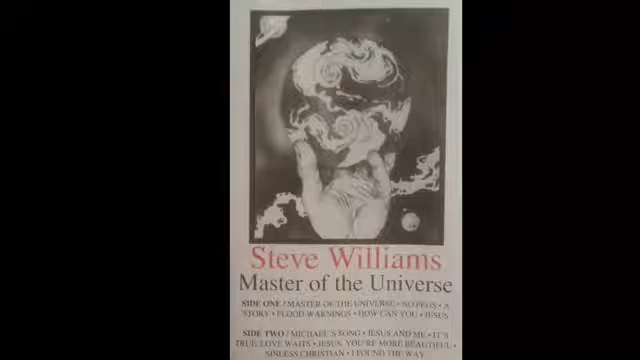 Steve Williams
Master of the Universe
SIDE ONE / MASTER OF THE UNIVERSE • NO PEGS • A
STORY • FLOOD WARNINGS • HOW CAN YOU • JESUS
SIDE TWO / MICHAEL'S SONG • JESUS AND ME • IT'S
TRUE, LOVE WAITS • JESUS, YOU'RE MORE BEAUTIFUL •
SINLESS CHRISTIAN • I FOUND THE WAY